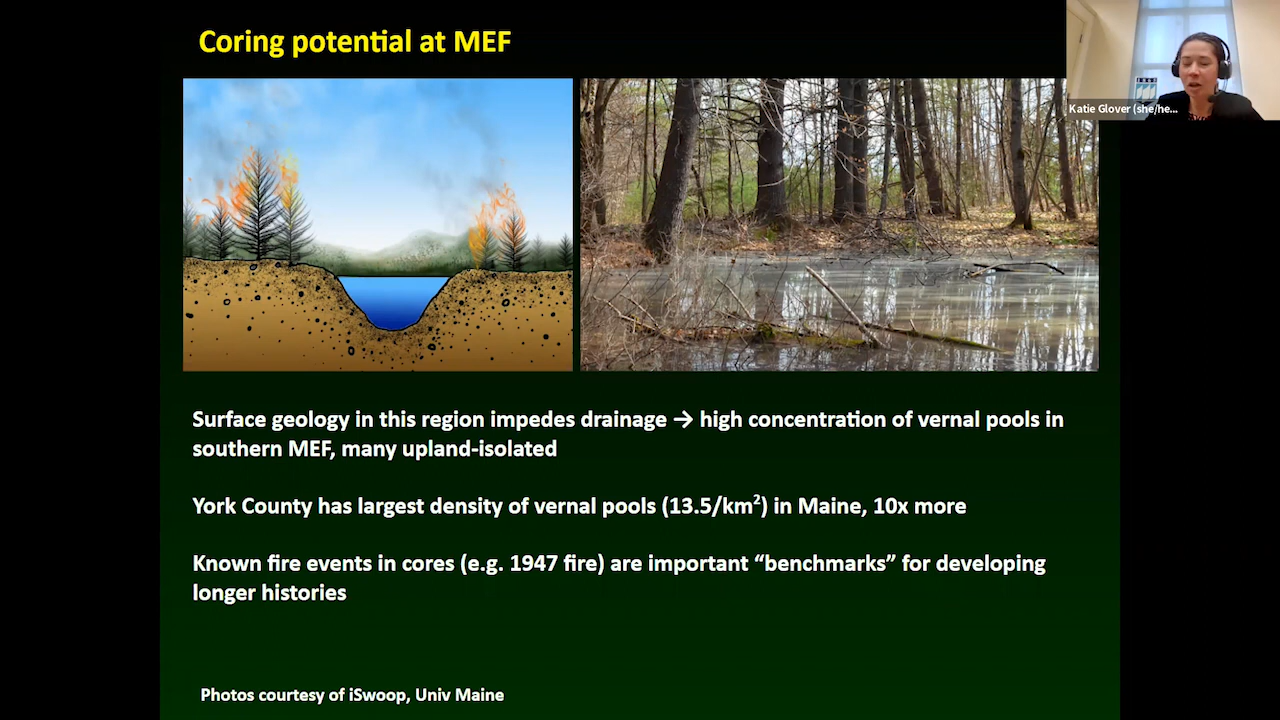 Coring potential at MEF
Katie Glover (she/he...
Surface geology in this region impedes drainage → high concentration of vernal pools in
southern MEF, many upland-isolated
York County has largest density of vernal pools (13.5/km²) in Maine, 10x more
Known fire events in cores (e.g. 1947 fire) are important “benchmarks” for developing
longer histories
Photos courtesy of iSwoop, Univ Maine